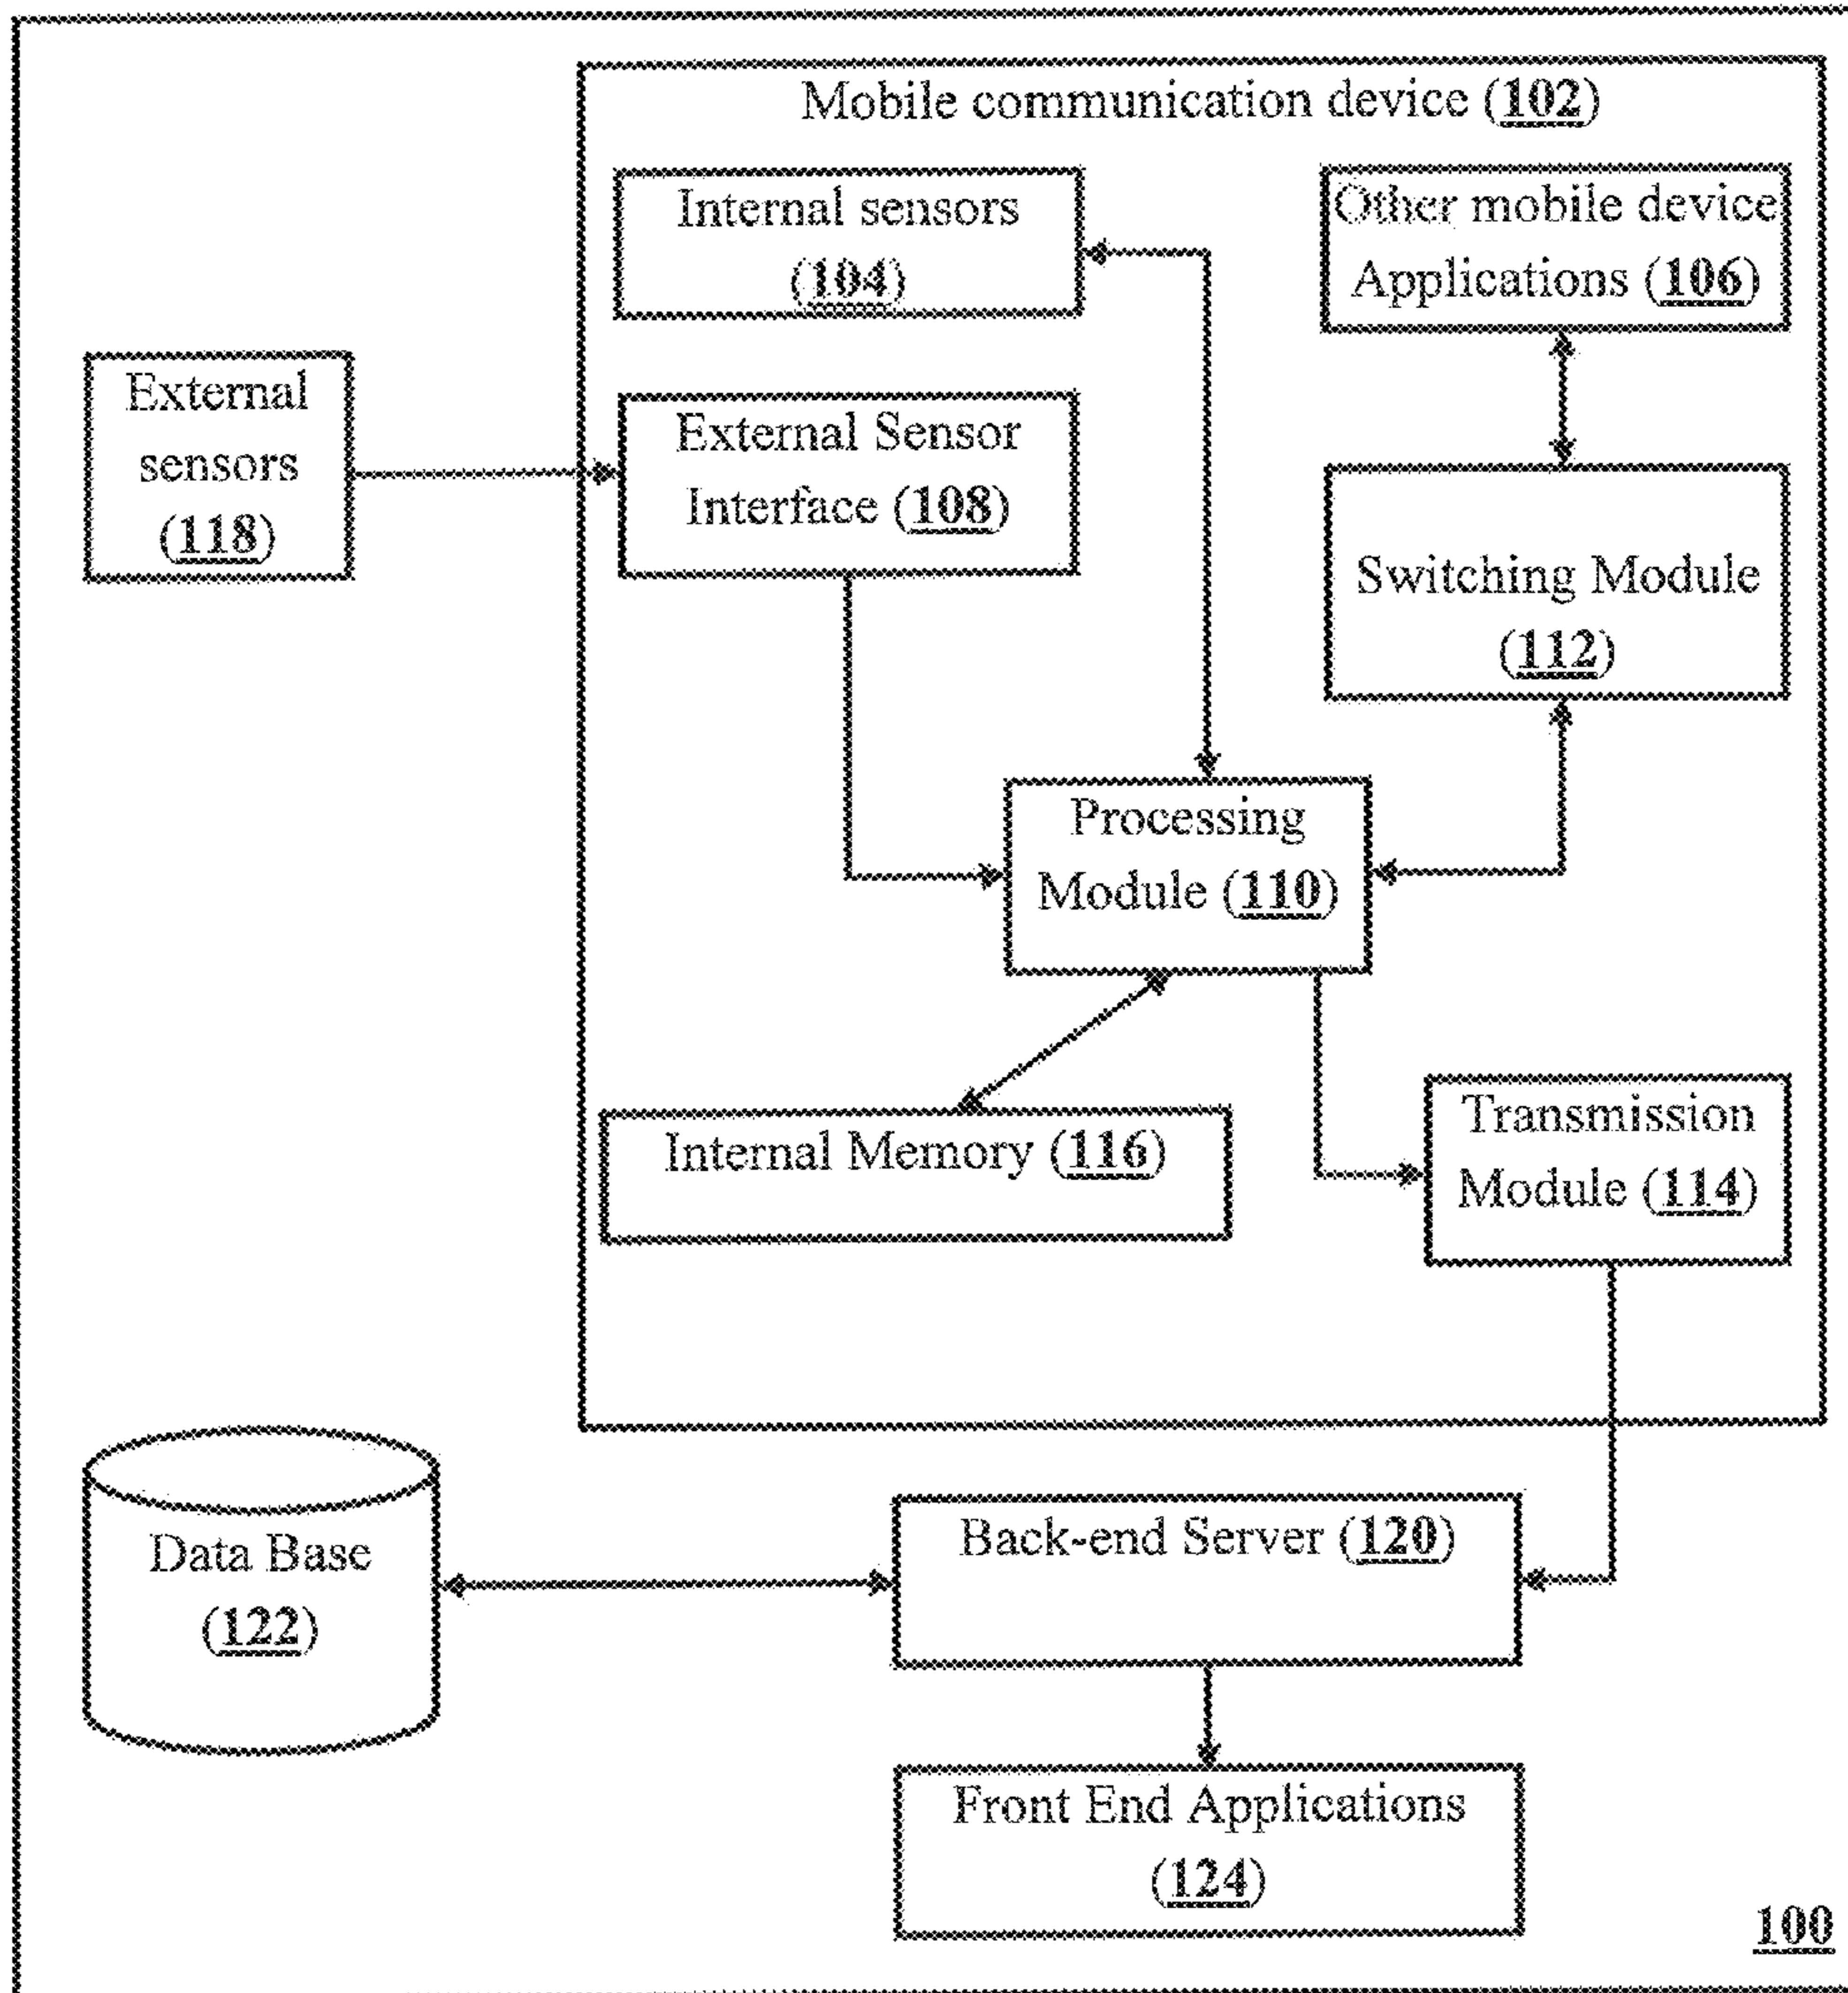 Mobile communication device (102)
Internal sensors
(104)
Other mobile device
Applications (106)
External
sensors
(118)
External Sensor
Interface (108)
Switching Module
(112)
Processing
Module (110)
Internal Memory (116)
Transmission
Module (114)
Data Base
(122)
Back-end Server (120)
Front End Applications
(124)
100